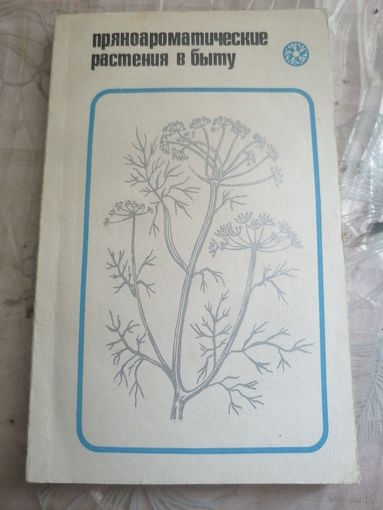 пряноароматические
растения в быту